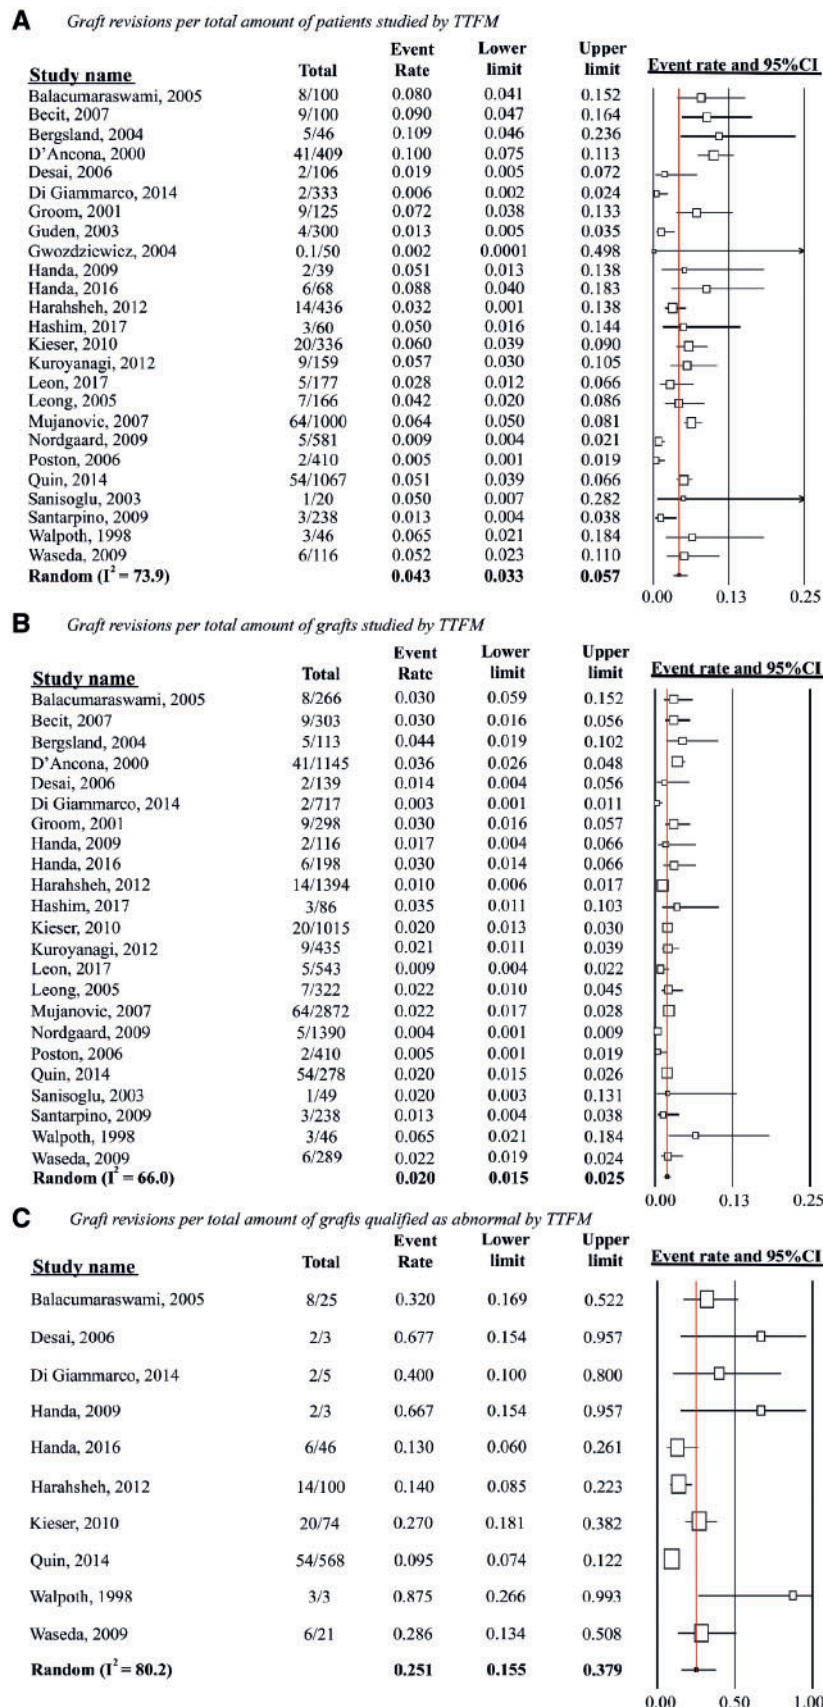 A Graft revisions per total amount of patients studied by TTFM
Event Lower Upper
Study name Total Rate limit limit Event rate and 95%CI
Balacumaraswami, 2005 8/100 0.080 0.041 0.152
Becit, 2007 9/100 0.090 0.047 0.164
Bergsland, 2004 5/46 0.109 0.046 0.236
D'Ancona, 2000 41/409 0.100 0.075 0.113
Desai, 2006 2/106 0.019 0.005 0.072
Di Giammarco, 2014 2/333 0.006 0.002 0.024
Groom, 2001 9/125 0.072 0.038 0.133
Guden, 2003 4/300 0.013 0.005 0.035
Gwozdziewicz, 2004 0.1/50 0.002 0.0001 0.498
Handa, 2009 2/39 0.051 0.013 0.138
Handa, 2016 6/68 0.088 0.040 0.183
Harahsheh, 2012 14/436 0.032 0.001 0.138
Hashim, 2017 3/60 0.050 0.016 0.144
Kieser, 2010 20/336 0.060 0.039 0.090
Kuroyanagi, 2012 9/159 0.057 0.030 0.105
Leon, 2017 5/177 0.028 0.012 0.066
Leong, 2005 7/166 0.042 0.020 0.086
Mujanovic, 2007 64/1000 0.064 0.050 0.081
Nordgaard, 2009 5/581 0.009 0.004 0.021
Poston, 2006 2/410 0.005 0.001 0.019
Quin, 2014 54/1067 0.051 0.039 0.066
Sanisoglu, 2003 1/20 0.050 0.007 0.282
Santarpino, 2009 3/238 0.013 0.004 0.038
Walpoth, 1998 3/46 0.065 0.021 0.184
Waseda, 2009 6/116 0.052 0.023 0.110
Random (I² = 73.9) 0.043 0.033 0.057
0.00 0.13 0.25
B Graft revisions per total amount of grafts studied by TTFM
Event Lower Upper
Study name Total Rate limit limit Event rate and 95%CI
Balacumaraswami, 2005 8/266 0.030 0.059 0.152
Becit, 2007 9/303 0.030 0.016 0.056
Bergsland, 2004 5/113 0.044 0.019 0.102
D'Ancona, 2000 41/1145 0.036 0.026 0.048
Desai, 2006 2/139 0.014 0.004 0.056
Di Giammarco, 2014 2/717 0.003 0.001 0.011
Groom, 2001 9/298 0.030 0.016 0.057
Handa, 2009 2/116 0.017 0.004 0.066
Handa, 2016 6/198 0.030 0.014 0.066
Harahsheh, 2012 14/1394 0.010 0.006 0.017
Hashim, 2017 3/86 0.035 0.011 0.103
Kieser, 2010 20/1015 0.020 0.013 0.030
Kuroyanagi, 2012 9/435 0.021 0.011 0.039
Leon, 2017 5/543 0.009 0.004 0.022
Leong, 2005 7/322 0.022 0.010 0.045
Mujanovic, 2007 64/2872 0.022 0.017 0.028
Nordgaard, 2009 5/1390 0.004 0.001 0.009
Poston, 2006 2/410 0.005 0.001 0.019
Quin, 2014 54/278 0.020 0.015 0.026
Sanisoglu, 2003 1/49 0.020 0.003 0.131
Santarpino, 2009 3/238 0.013 0.004 0.038
Walpoth, 1998 3/46 0.065 0.021 0.184
Waseda, 2009 6/289 0.022 0.019 0.024
Random (I² = 66.0) 0.020 0.015 0.025
0.00 0.13 0.25
C Graft revisions per total amount of grafts qualified as abnormal by TTFM
Event Lower Upper
Study name Total Rate limit limit Event rate and 95%CI
Balacumaraswami, 2005 8/25 0.320 0.169 0.522
Desai, 2006 2/3 0.677 0.154 0.957
Di Giammarco, 2014 2/5 0.400 0.100 0.800
Handa, 2009 2/3 0.667 0.154 0.957
Handa, 2016 6/46 0.130 0.060 0.261
Harahsheh, 2012 14/100 0.140 0.085 0.223
Kieser, 2010 20/74 0.270 0.181 0.382
Quin, 2014 54/568 0.095 0.074 0.122
Walpoth, 1998 3/3 0.875 0.266 0.993
Waseda, 2009 6/21 0.286 0.134 0.508
Random (I² = 80.2) 0.251 0.155 0.379
0.00 0.50 1.00